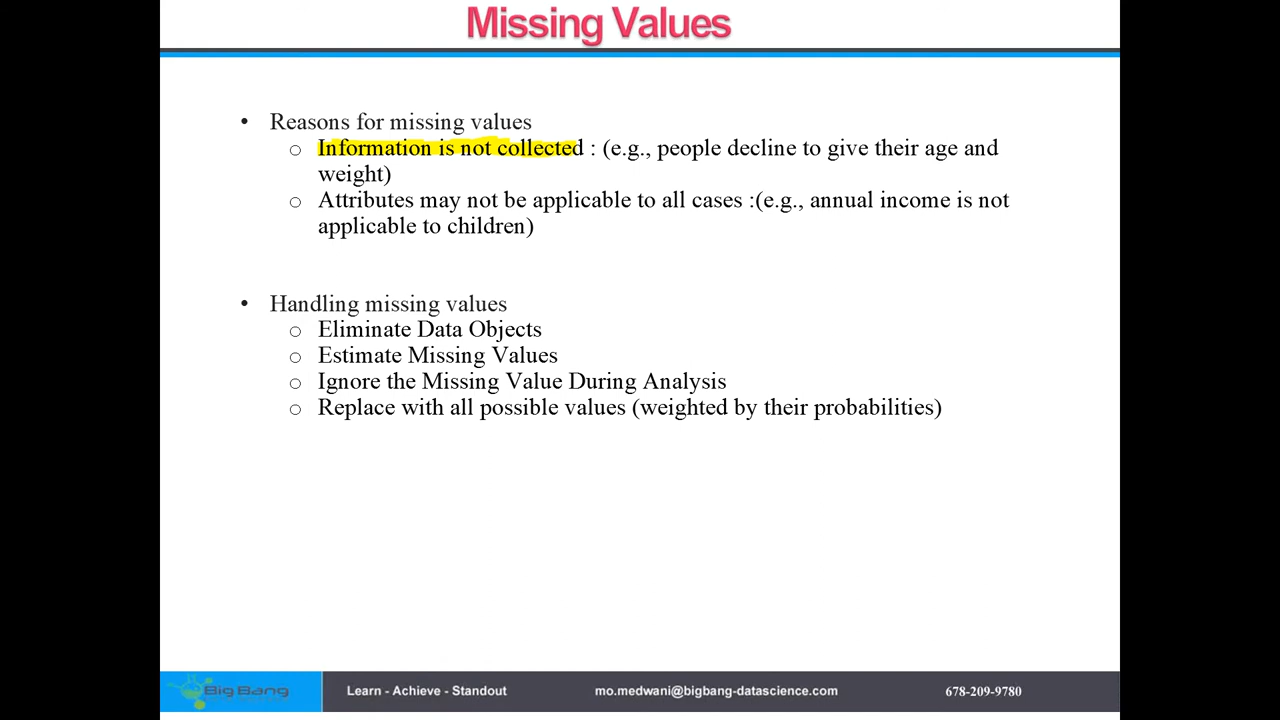 Missing Values
• Reasons for missing values
o Information is not collected : (e.g., people decline to give their age and
weight)
o Attributes may not be applicable to all cases :(e.g., annual income is not
applicable to children)
• Handling missing values
o Eliminate Data Objects
o Estimate Missing Values
o Ignore the Missing Value During Analysis
o Replace with all possible values (weighted by their probabilities)
Big Bang
Learn - Achieve - Standout
mo.medwani@bigbang-datascience.com
678-209-9780